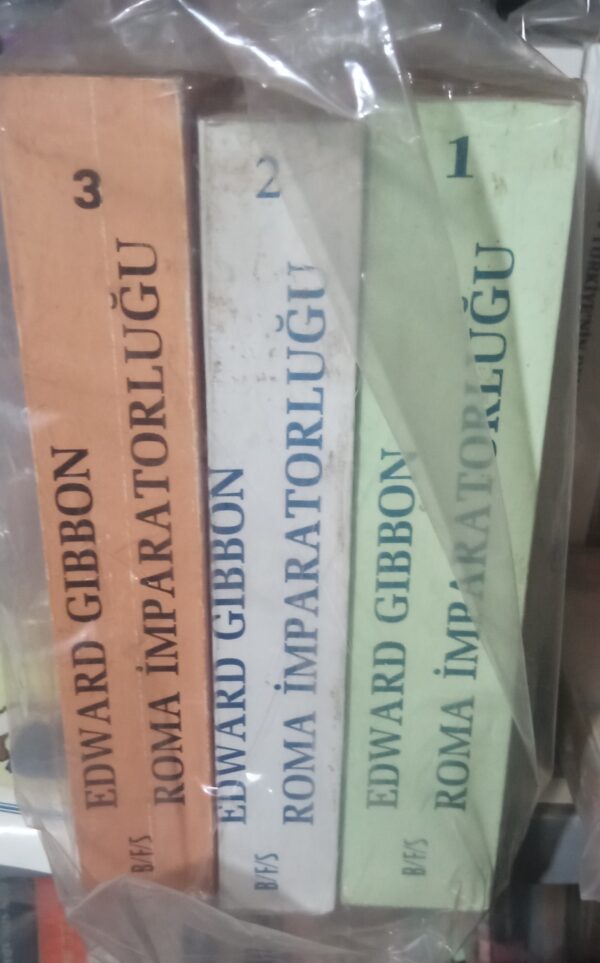 3
EDWARD GIBBON
ROMA İMPARATORLUĞU
B/F/S
2
EDWARD GIBBON
ROMA İMPARATORLUĞU
B/F/S
1
EDWARD GIBBON
ROMA İMPARATORLUĞU
B/F/S